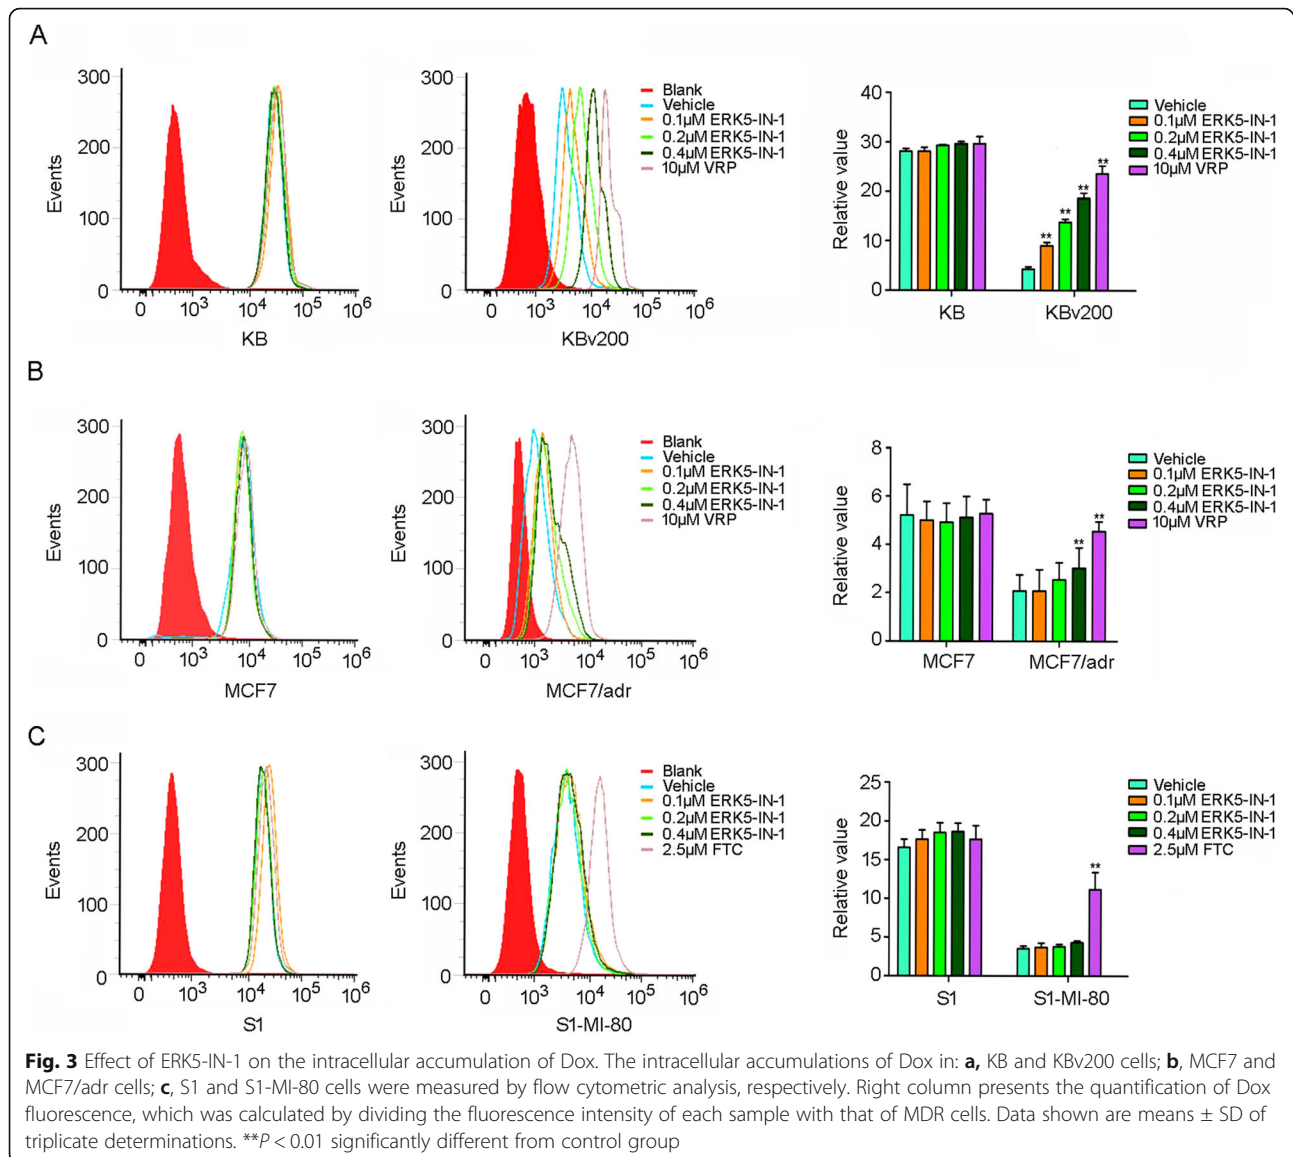 A
300
200
100
0
Events
0 10³ 10⁴ 10⁵ 10⁶
KB
300
200
100
0
Events
0 10³ 10⁴ 10⁵ 10⁶
KBv200
Blank
Vehicle
0.1µM ERK5-IN-1
0.2µM ERK5-IN-1
0.4µM ERK5-IN-1
10µM VRP
40
30
20
10
0
Relative value
** ** ** **
KB KBv200
Vehicle
0.1µM ERK5-IN-1
0.2µM ERK5-IN-1
0.4µM ERK5-IN-1
10µM VRP
B
300
200
100
0
Events
0 10³ 10⁴ 10⁵ 10⁶
MCF7
300
200
100
0
Events
0 10³ 10⁴ 10⁵ 10⁶
MCF7/adr
Blank
Vehicle
0.1µM ERK5-IN-1
0.2µM ERK5-IN-1
0.4µM ERK5-IN-1
10µM VRP
8
6
4
2
0
Relative value
** **
MCF7 MCF7/adr
Vehicle
0.1µM ERK5-IN-1
0.2µM ERK5-IN-1
0.4µM ERK5-IN-1
10µM VRP
C
300
200
100
0
Events
0 10³ 10⁴ 10⁵ 10⁶
S1
300
200
100
0
Events
0 10³ 10⁴ 10⁵ 10⁶
S1-MI-80
Blank
Vehicle
0.1µM ERK5-IN-1
0.2µM ERK5-IN-1
0.4µM ERK5-IN-1
2.5µM FTC
25
20
15
10
5
0
Relative value
**
S1 S1-MI-80
Vehicle
0.1µM ERK5-IN-1
0.2µM ERK5-IN-1
0.4µM ERK5-IN-1
2.5µM FTC
Fig. 3 Effect of ERK5-IN-1 on the intracellular accumulation of Dox. The intracellular accumulations of Dox in: a, KB and KBv200 cells; b, MCF7 and
MCF7/adr cells; c, S1 and S1-MI-80 cells were measured by flow cytometric analysis, respectively. Right column presents the quantification of Dox
fluorescence, which was calculated by dividing the fluorescence intensity of each sample with that of MDR cells. Data shown are means ± SD of
triplicate determinations. **P < 0.01 significantly different from control group